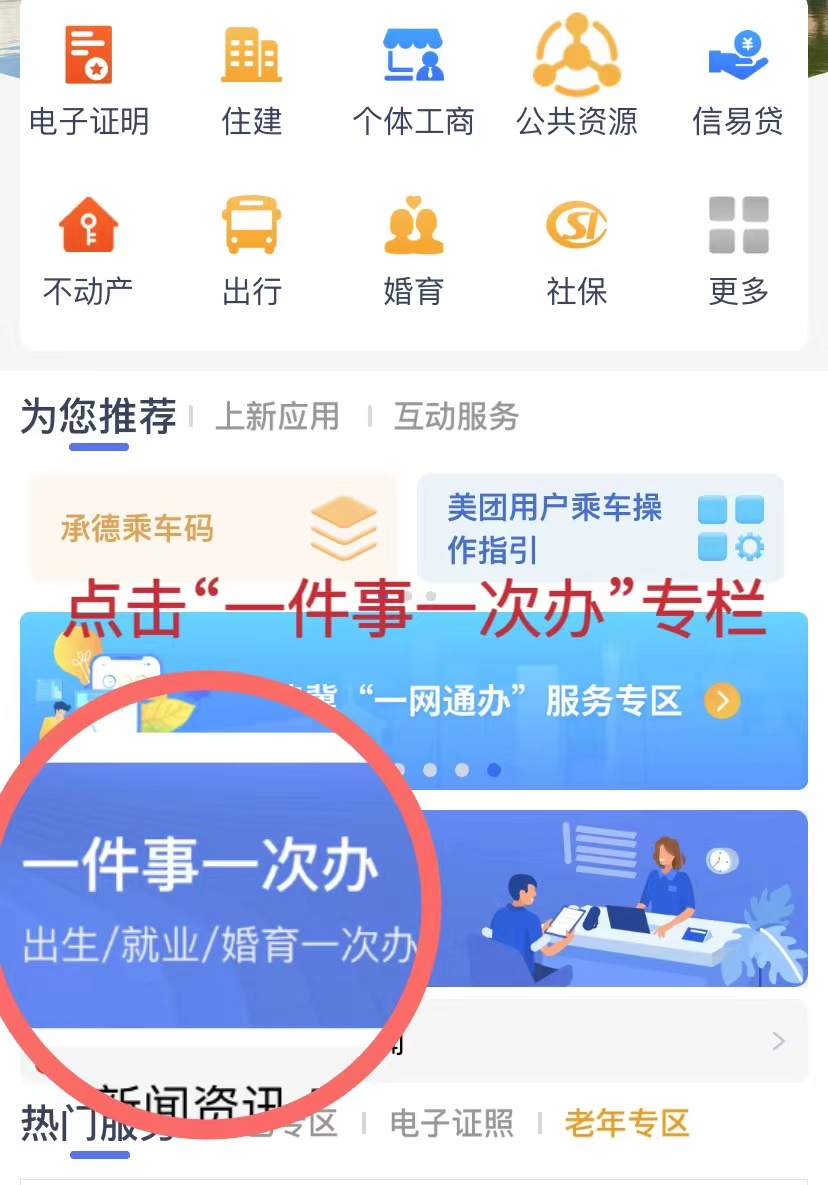 电子证明 住建 个体工商 公共资源 信易贷
不动产 出行 婚育 社保 更多
为您推荐 上新应用 互动服务
承德乘车码
美团用户乘车操
作指引
点击“一件事一次办”专栏
冀“一网通办”服务专区
一件事一次办
出生/就业/婚育一次办
新闻资讯
热门服务 专区 电子证照 老年专区